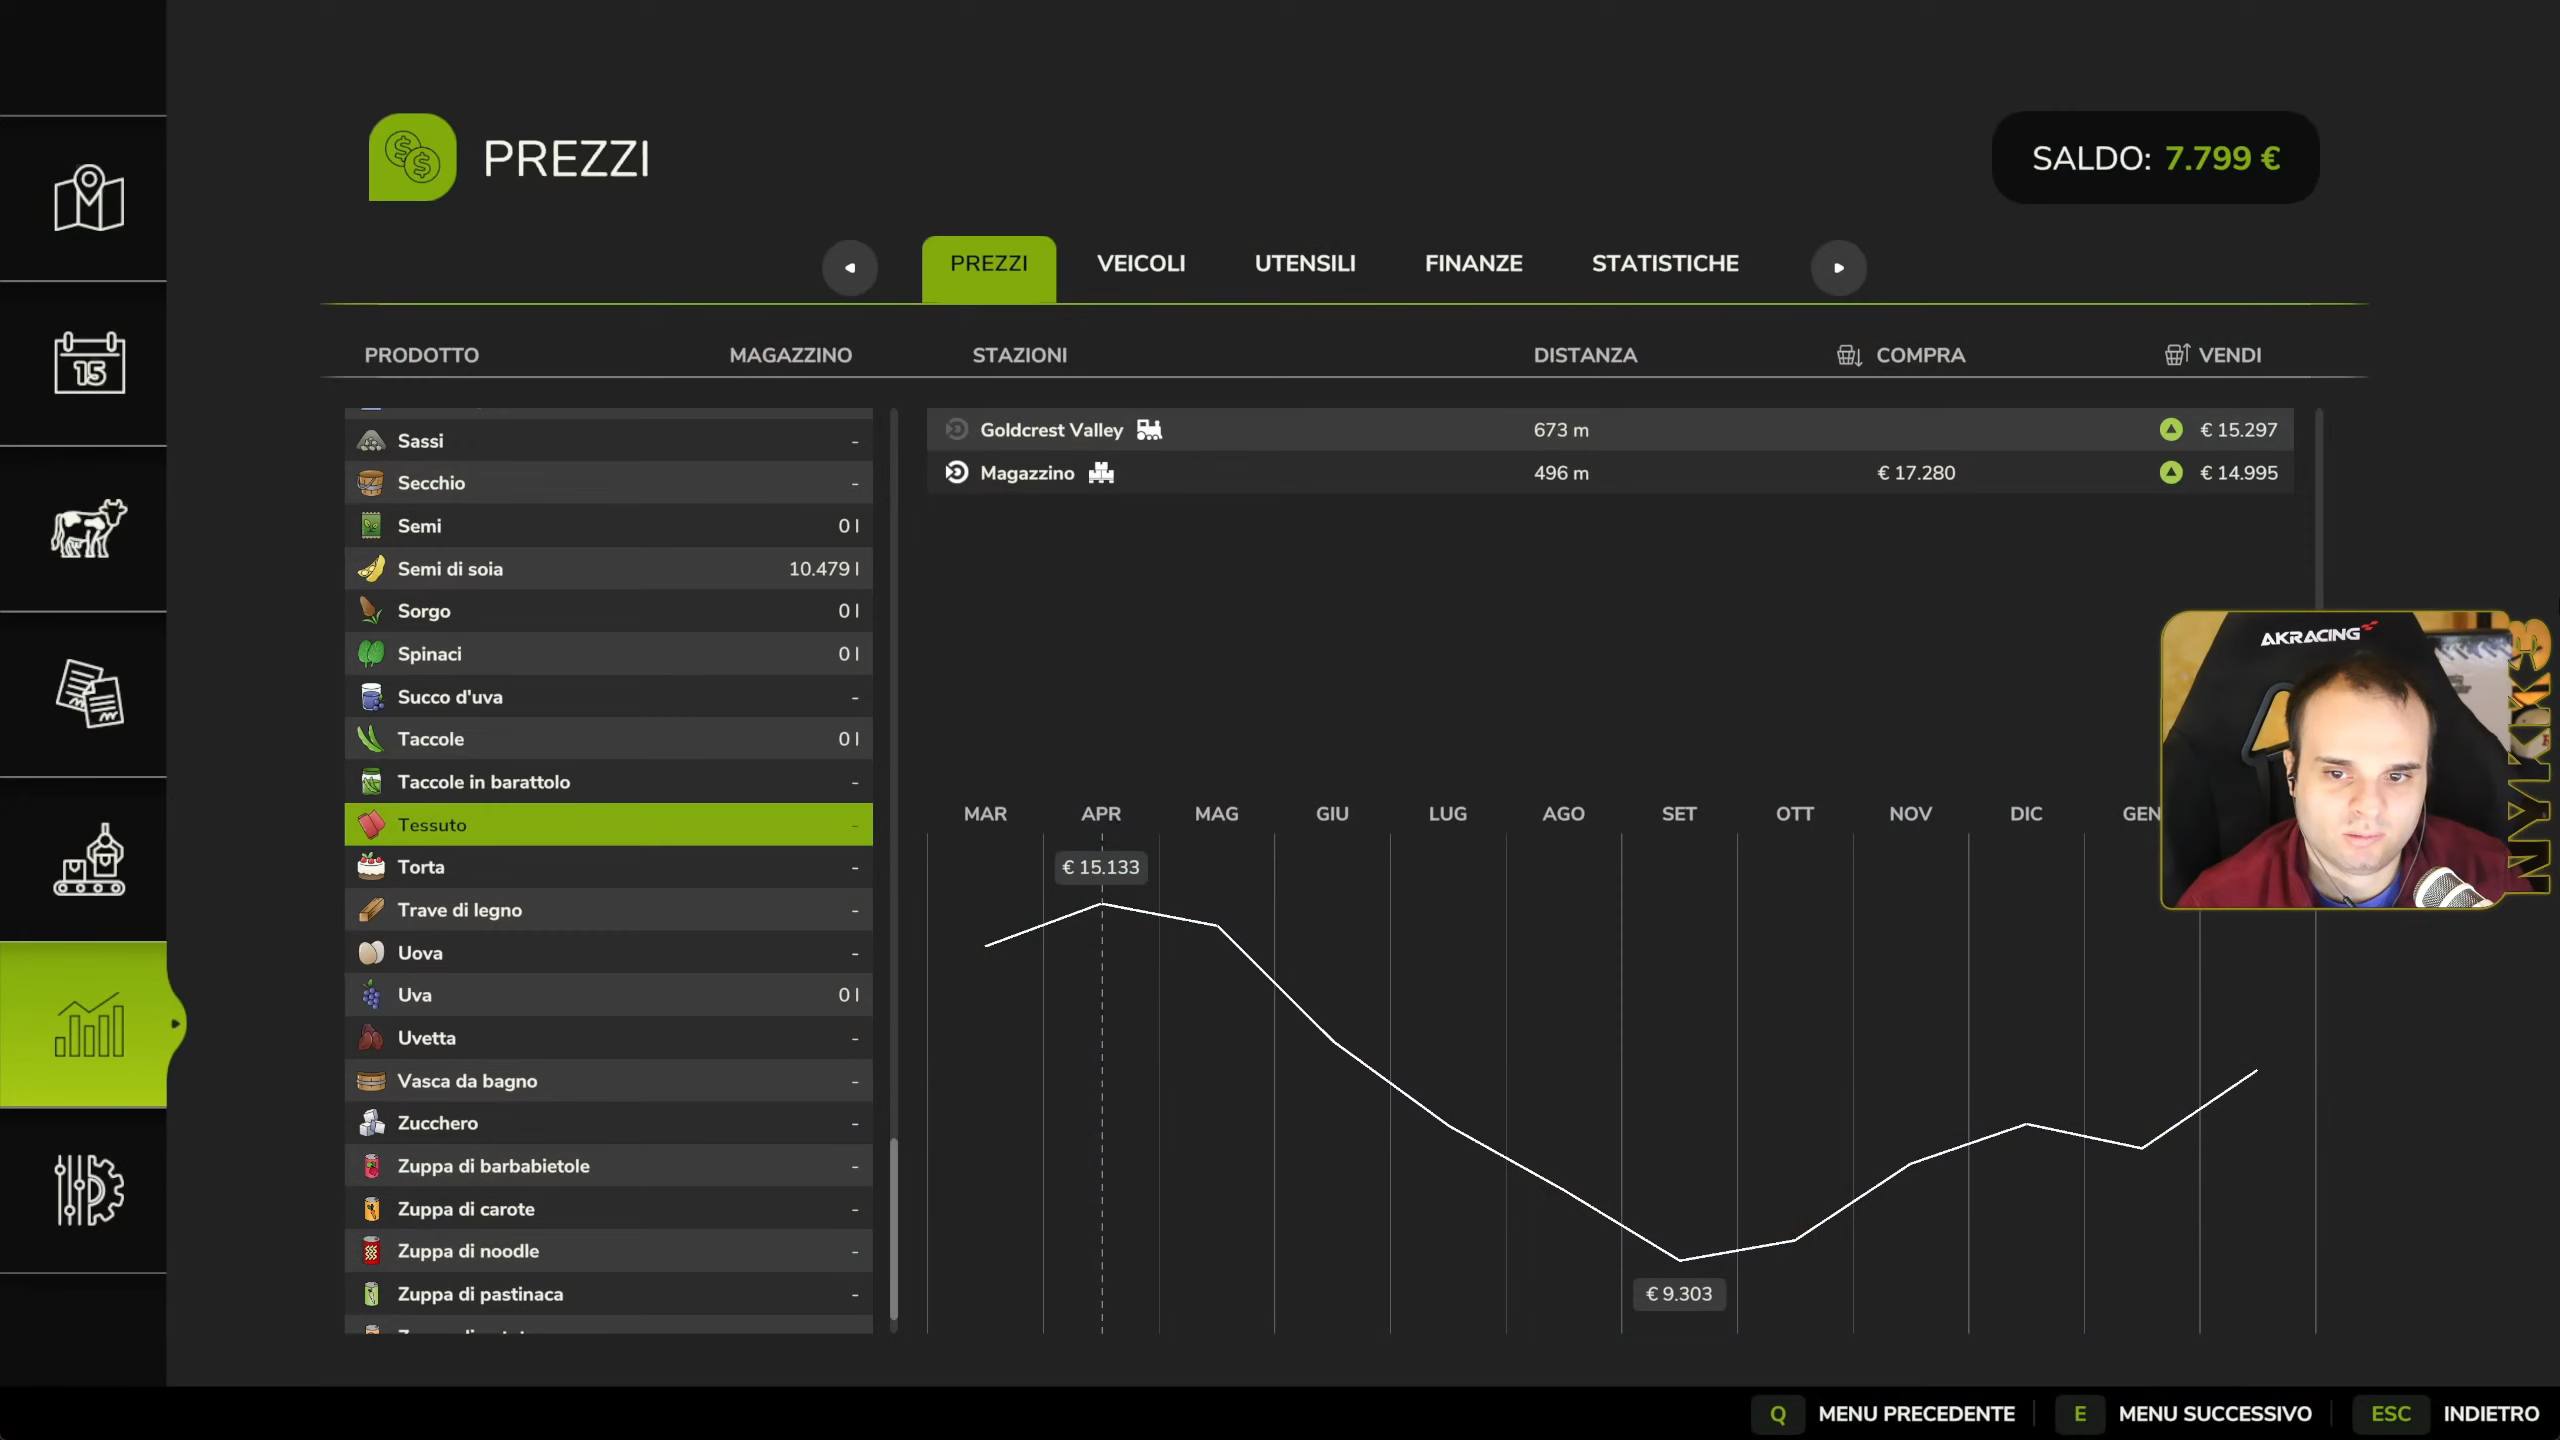 PREZZI
SALDO: 7.799 €
PREZZI VEICOLI UTENSILI FINANZE STATISTICHE
PRODOTTO MAGAZZINO STAZIONI DISTANZA COMPRA VENDI
15
Sassi -
Secchio -
Semi 0 l
Semi di soia 10.479 l
Sorgo 0 l
Spinaci 0 l
Succo d'uva -
Taccole 0 l
Taccole in barattolo -
Tessuto -
Torta -
Trave di legno -
Uova -
Uva 0 l
Uvetta -
Vasca da bagno -
Zucchero -
Zuppa di barbabietole -
Zuppa di carote -
Zuppa di noodle -
Zuppa di pastinaca -
Goldcrest Valley 673 m € 15.297
Magazzino 496 m € 17.280 € 14.995
AKRACING
MAR APR MAG GIU LUG AGO SET OTT NOV DIC GEN
€ 15.133
€ 9.303
Q MENU PRECEDENTE E MENU SUCCESSIVO ESC INDIETRO